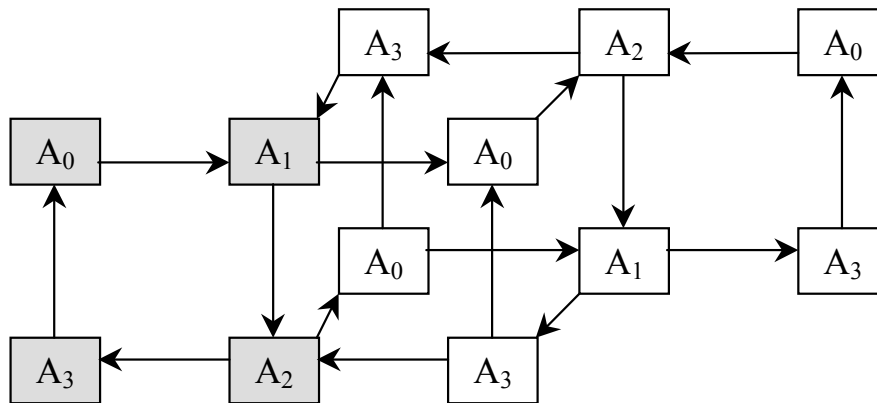 A₃ A₂ A₀
A₀ A₁ A₀
A₀ A₁ A₃
A₃ A₂ A₃